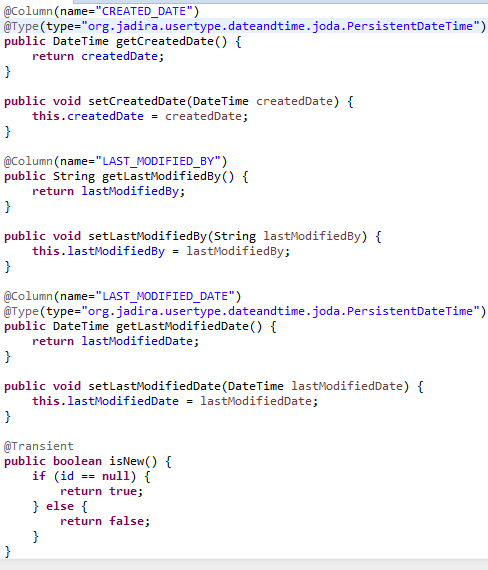 @Column(name="CREATED_DATE")
@Type(type="org.jadira.usertype.dateandtime.joda.PersistentDateTime")
public DateTime getCreatedDate() {
    return createdDate;
}

public void setCreatedDate(DateTime createdDate) {
    this.createdDate = createdDate;
}

@Column(name="LAST_MODIFIED_BY")
public String getLastModifiedBy() {
    return lastModifiedBy;
}

public void setLastModifiedBy(String lastModifiedBy) {
    this.lastModifiedBy = lastModifiedBy;
}

@Column(name="LAST_MODIFIED_DATE")
@Type(type="org.jadira.usertype.dateandtime.joda.PersistentDateTime")
public DateTime getLastModifiedDate() {
    return lastModifiedDate;
}

public void setLastModifiedDate(DateTime lastModifiedDate) {
    this.lastModifiedDate = lastModifiedDate;
}

@Transient
public boolean isNew() {
    if (id == null) {
        return true;
    } else {
        return false;
    }
}